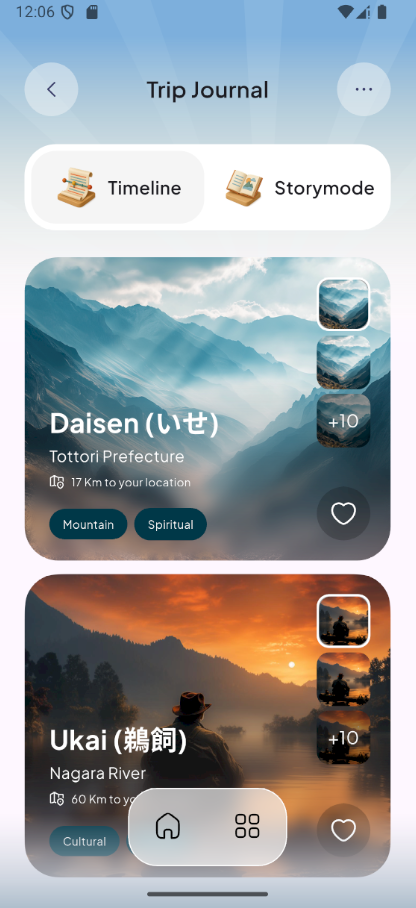 12:06
Trip Journal
Timeline
Storymode
+10
Daisen (いせ)
Tottori Prefecture
17 Km to your location
Mountain
Spiritual
+10
Ukai (鵜飼)
Nagara River
60 Km to
Cultural